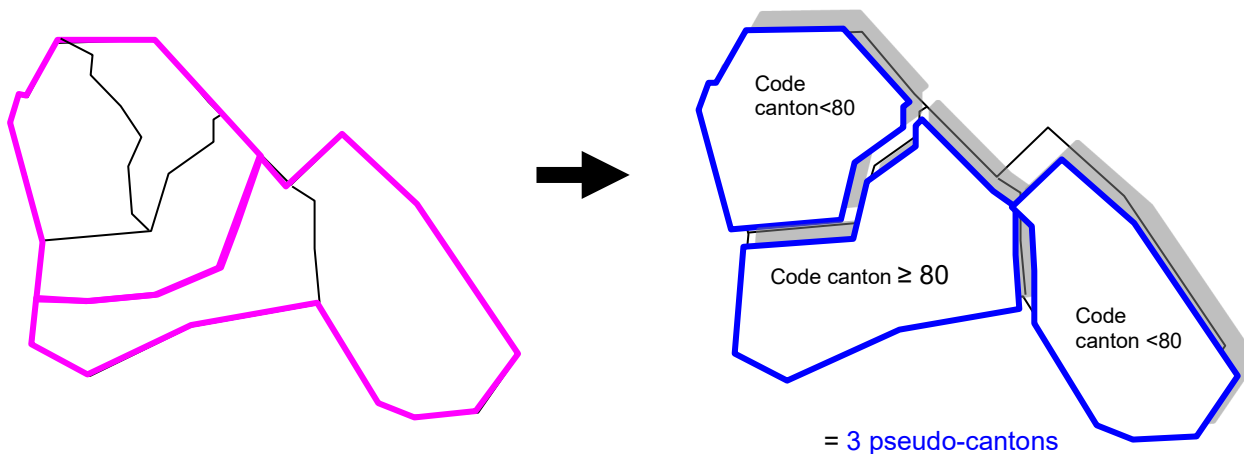 Code
canton<80
Code canton ≥ 80
Code
canton <80
= 3 pseudo-cantons